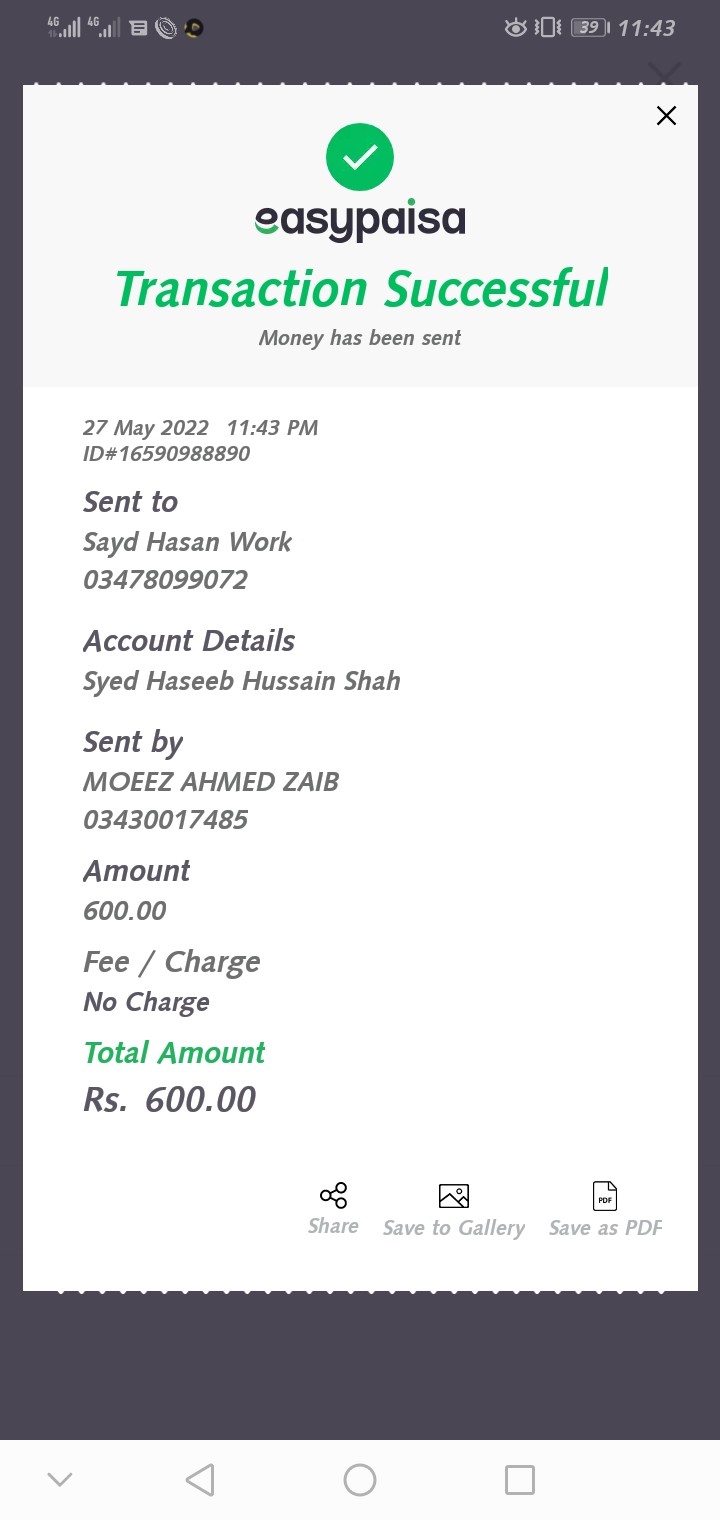 4G 4G 39 11:43
easypaisa
Transaction Successful
Money has been sent
27 May 2022 11:43 PM
ID#16590988890
Sent to
Sayd Hasan Work
03478099072
Account Details
Syed Haseeb Hussain Shah
Sent by
MOEEZ AHMED ZAIB
03430017485
Amount
600.00
Fee / Charge
No Charge
Total Amount
Rs. 600.00
PDF
Share Save to Gallery Save as PDF